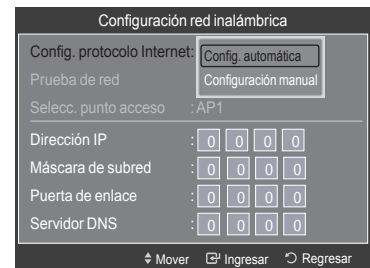 Configuración red inalámbrica
Config. protocolo Internet: Config. automática
Prueba de red Configuración manual
Selecc. punto acceso : AP1
Dirección IP : 0 0 0 0
Máscara de subred : 0 0 0 0
Puerta de enlace : 0 0 0 0
Servidor DNS : 0 0 0 0
Mover Ingresar Regresar